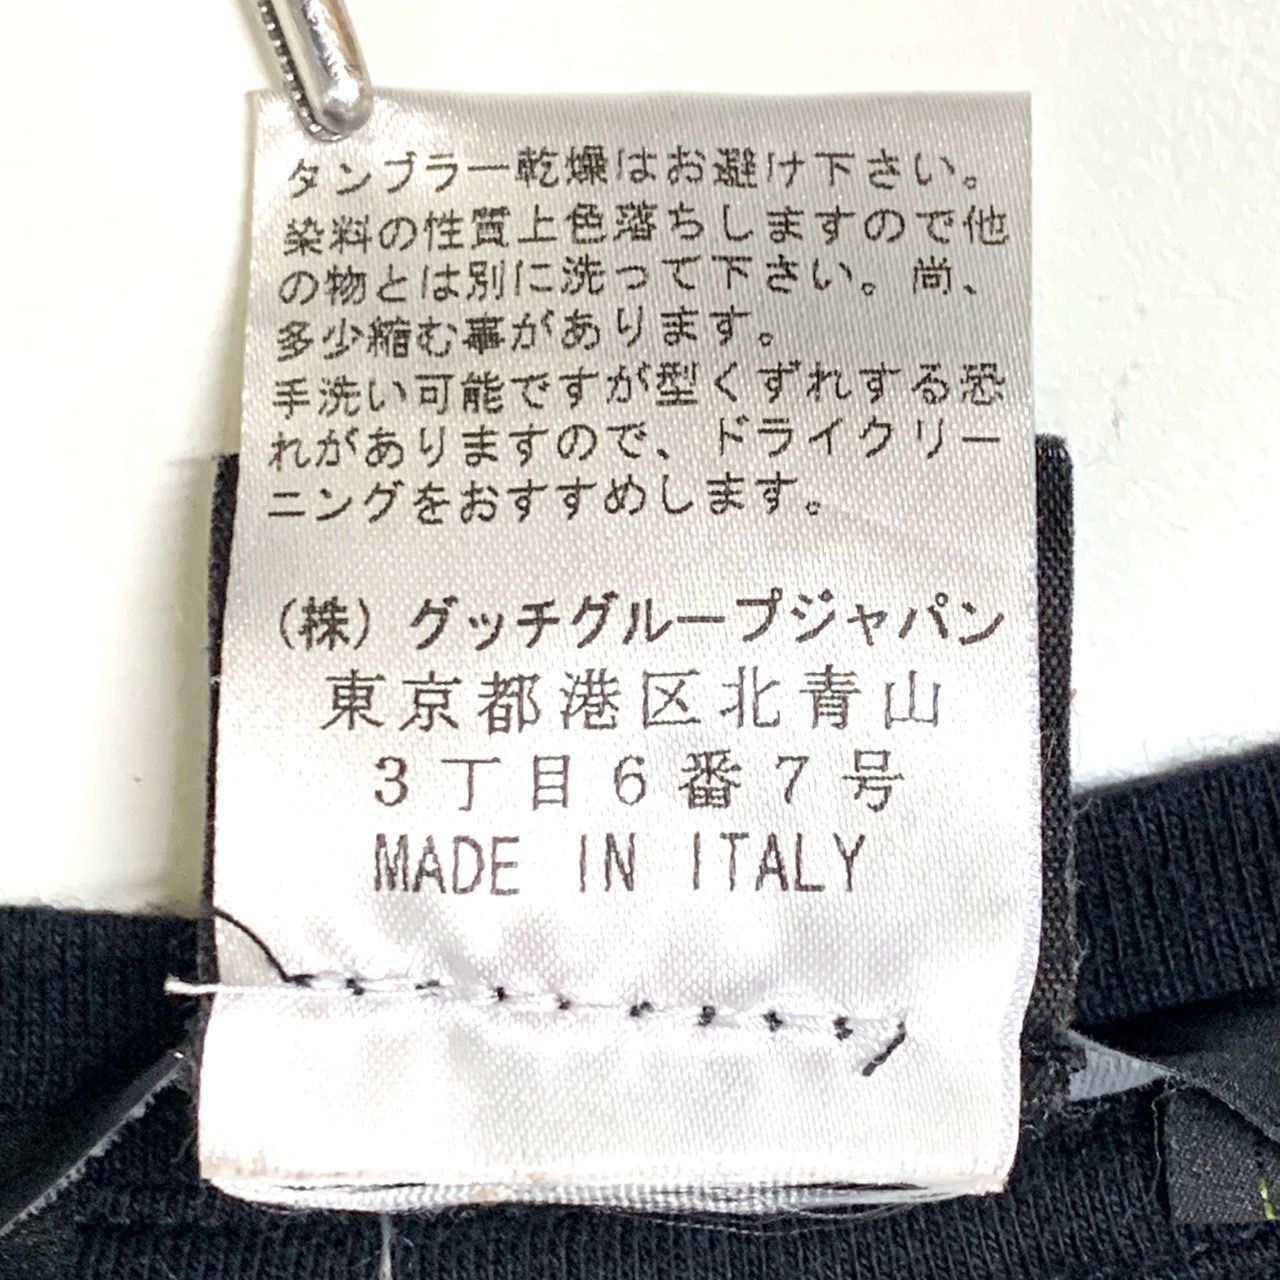 タンブラー乾燥はお避け下さい。
染料の性質上色落ちしますので他
の物とは別に洗って下さい。尚、
多少縮む事があります。
手洗い可能ですが型くずれする恐
れがありますので、ドライクリー
ニングをおすすめします。
(株)グッチグループジャパン
東京都港区北青山
3丁目6番7号
MADE IN ITALY